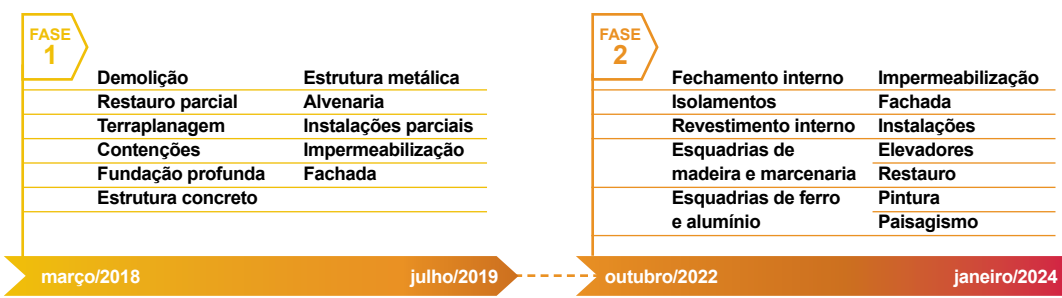 FASE
1
Demolição
Restauro parcial
Terraplanagem
Contenções
Fundação profunda
Estrutura concreto
Estrutura metálica
Alvenaria
Instalações parciais
Impermeabilização
Fachada
março/2018
julho/2019
FASE
2
Fechamento interno
Isolamentos
Revestimento interno
Esquadrias de
madeira e marcenaria
Esquadrias de ferro
e alumínio
Impermeabilização
Fachada
Instalações
Elevadores
Restauro
Pintura
Paisagismo
outubro/2022
janeiro/2024